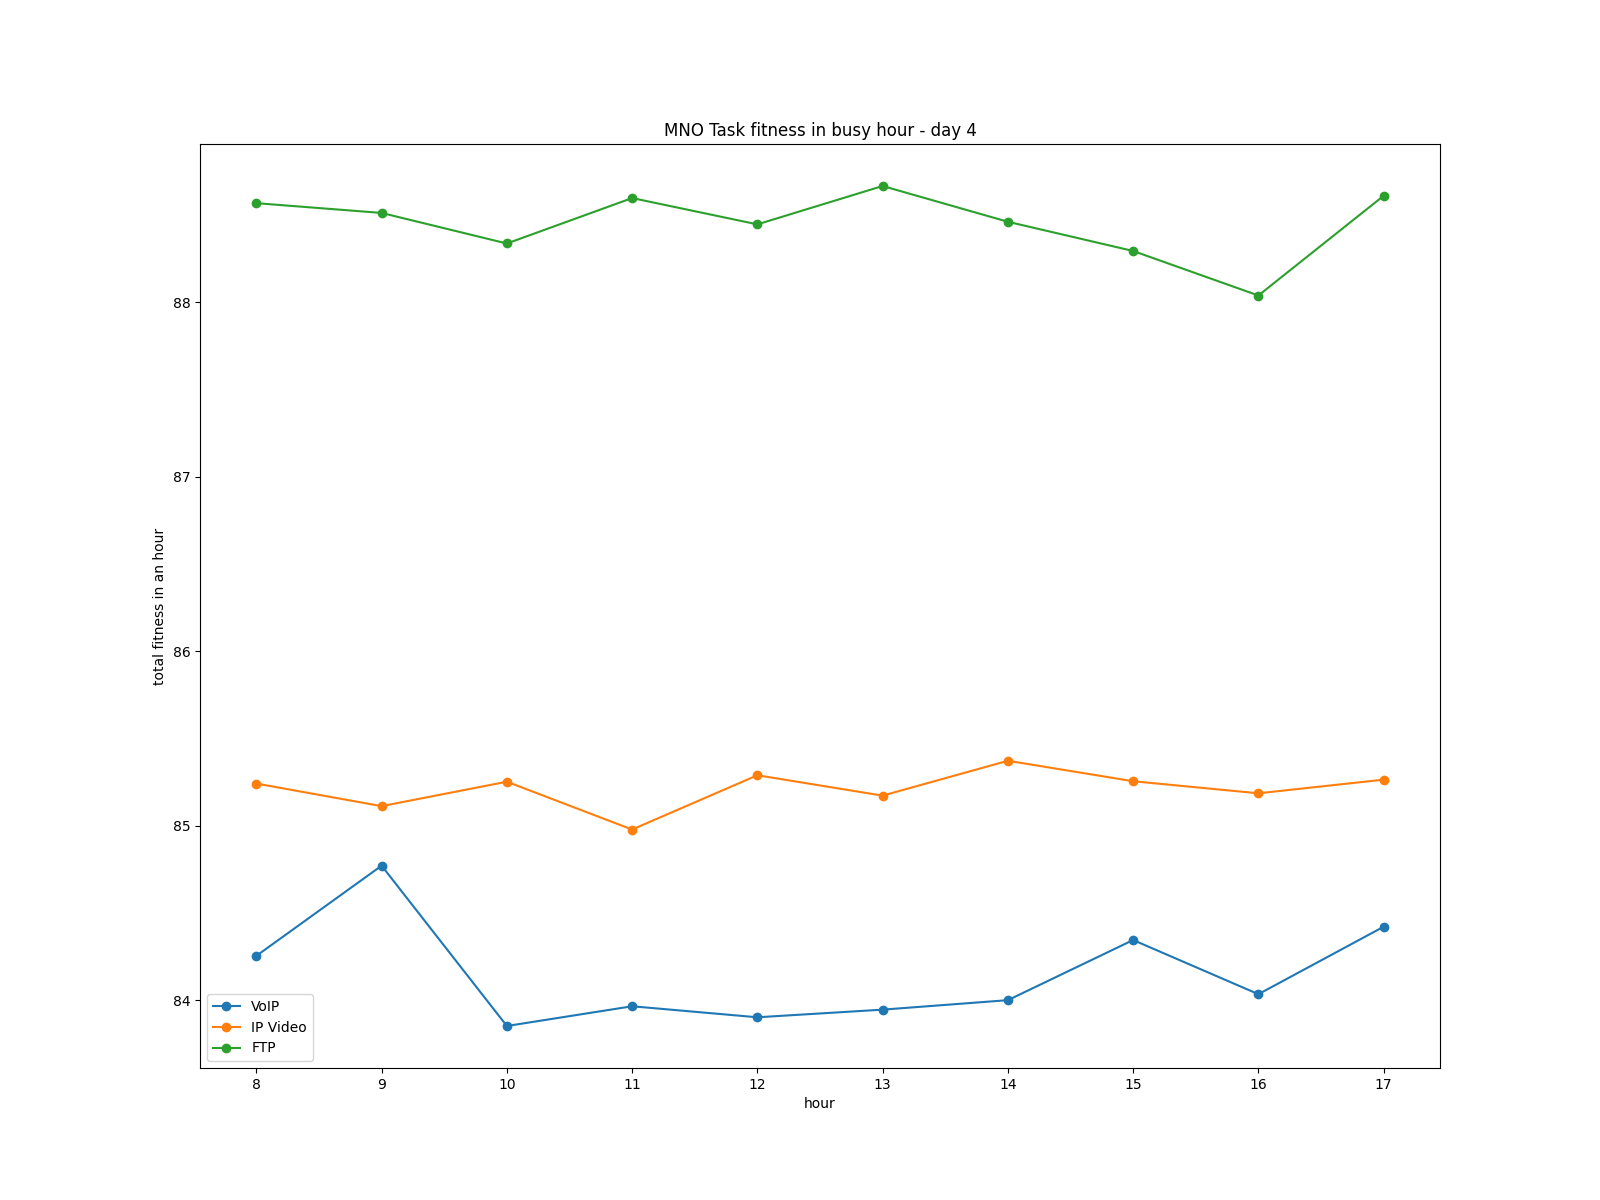 MNO Task fitness in busy hour - day 4
total fitness in an hour
88
87
86
85
84
VoIP
IP Video
FTP
8 9 10 11 12 13 14 15 16 17
hour